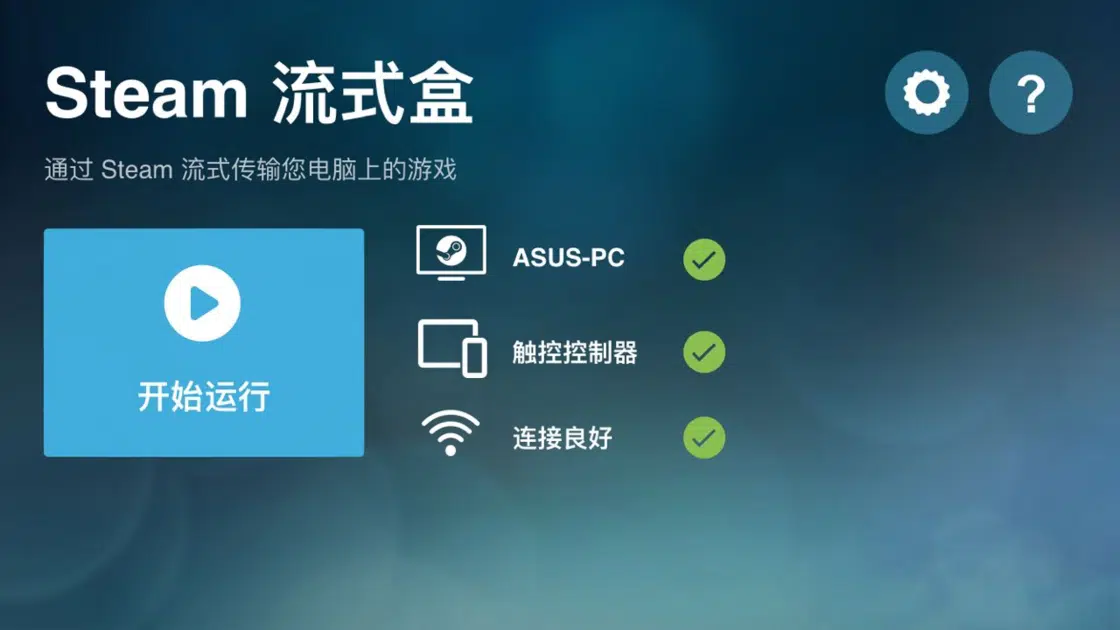 Steam 流式盒
?
通过 Steam 流式传输您电脑上的游戏
ASUS-PC
触控控制器
开始运行
连接良好